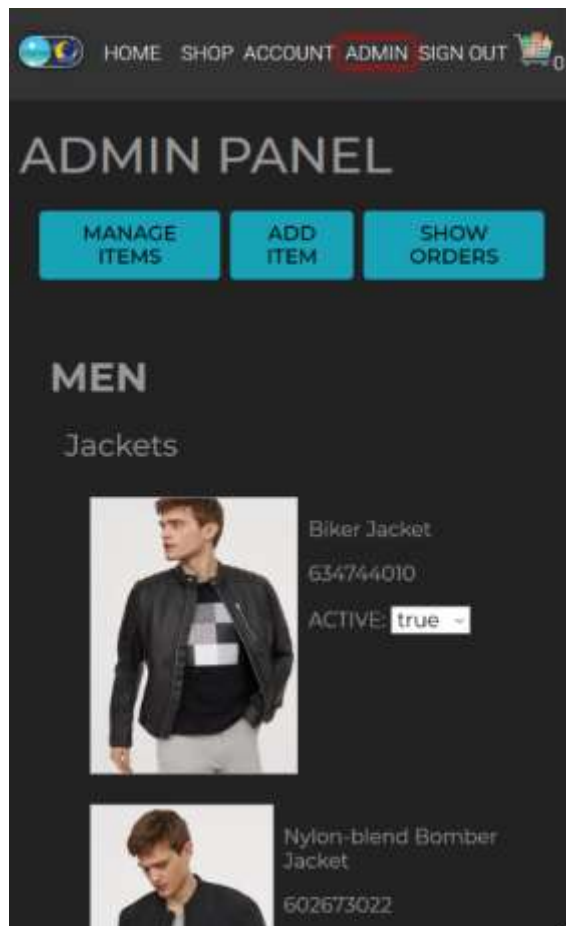 HOME SHOP ACCOUNT ADMIN SIGN OUT 0
ADMIN PANEL
MANAGE
ITEMS
ADD
ITEM
SHOW
ORDERS
MEN
Jackets
Biker Jacket
634744010
ACTIVE: true
Nylon-blend Bomber
Jacket
602673022